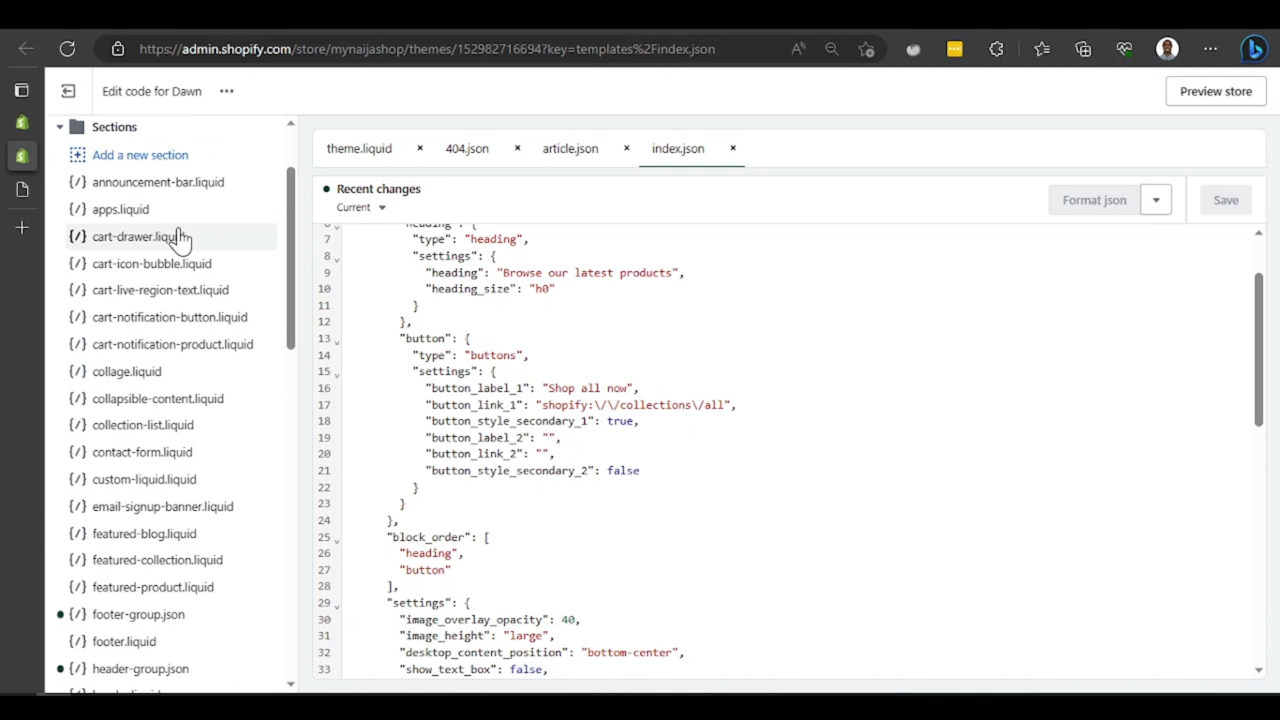 https://admin.shopify.com/store/mynaijashop/themes/152982716694?key=templates%2Findex.json
Edit code for Dawn
Preview store
Sections
Add a new section
{/} announcement-bar.liquid
{/} apps.liquid
{/} cart-drawer.liquid
{/} cart-icon-bubble.liquid
{/} cart-live-region-text.liquid
{/} cart-notification-button.liquid
{/} cart-notification-product.liquid
{/} collage.liquid
{/} collapsible-content.liquid
{/} collection-list.liquid
{/} contact-form.liquid
{/} custom-liquid.liquid
{/} email-signup-banner.liquid
{/} featured-blog.liquid
{/} featured-collection.liquid
{/} featured-product.liquid
{/} footer-group.json
{/} footer.liquid
{/} header-group.json
theme.liquid
404.json
article.json
index.json
Recent changes
Current
Format json
Save
7 "type": "heading",
8 "settings": {
9 "heading": "Browse our latest products",
10 "heading_size": "h0"
11 }
12 },
13 "button": {
14 "type": "buttons",
15 "settings": {
16 "button_label_1": "Shop all now",
17 "button_link_1": "shopify:\/\/collections\/all",
18 "button_style_secondary_1": true,
19 "button_label_2": "",
20 "button_link_2": "",
21 "button_style_secondary_2": false
22 }
23 }
24 },
25 "block_order": [
26 "heading",
27 "button"
28 ],
29 "settings": {
30 "image_overlay_opacity": 40,
31 "image_height": "large",
32 "desktop_content_position": "bottom-center",
33 "show_text_box": false,